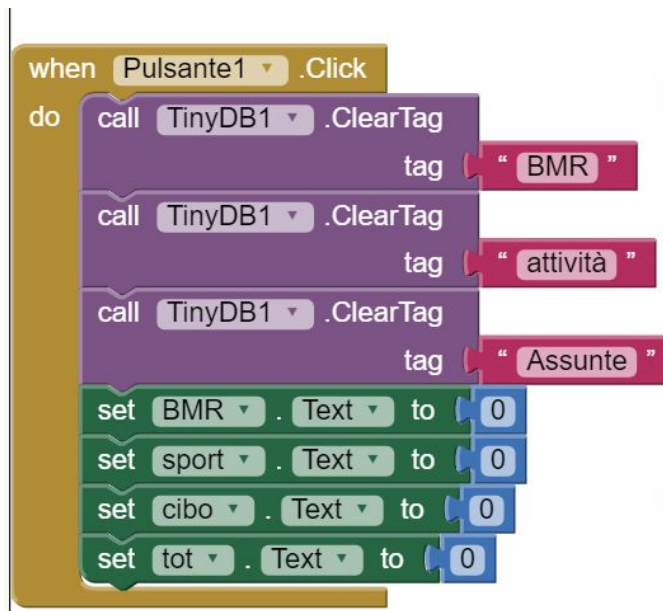 when Pulsante1 .Click
do call TinyDB1 .ClearTag
tag " BMR "
call TinyDB1 .ClearTag
tag " attività "
call TinyDB1 .ClearTag
tag " Assunte "
set BMR . Text to 0
set sport . Text to 0
set cibo . Text to 0
set tot . Text to 0